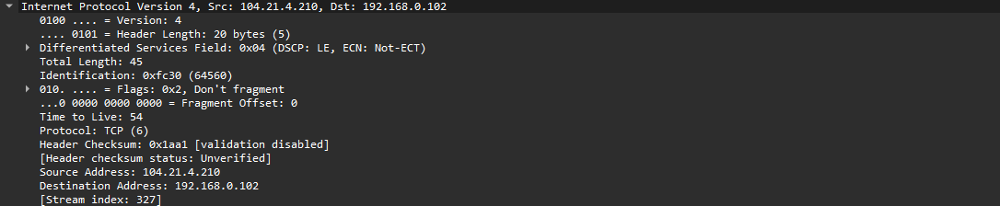 Internet Protocol Version 4, Src: 104.21.4.210, Dst: 192.168.0.102
0100 .... = Version: 4
.... 0101 = Header Length: 20 bytes (5)
Differentiated Services Field: 0x04 (DSCP: LE, ECN: Not-ECT)
Total Length: 45
Identification: 0xfc30 (64560)
010. .... = Flags: 0x2, Don't fragment
...0 0000 0000 0000 = Fragment Offset: 0
Time to Live: 54
Protocol: TCP (6)
Header Checksum: 0x1aa1 [validation disabled]
[Header checksum status: Unverified]
Source Address: 104.21.4.210
Destination Address: 192.168.0.102
[Stream index: 327]